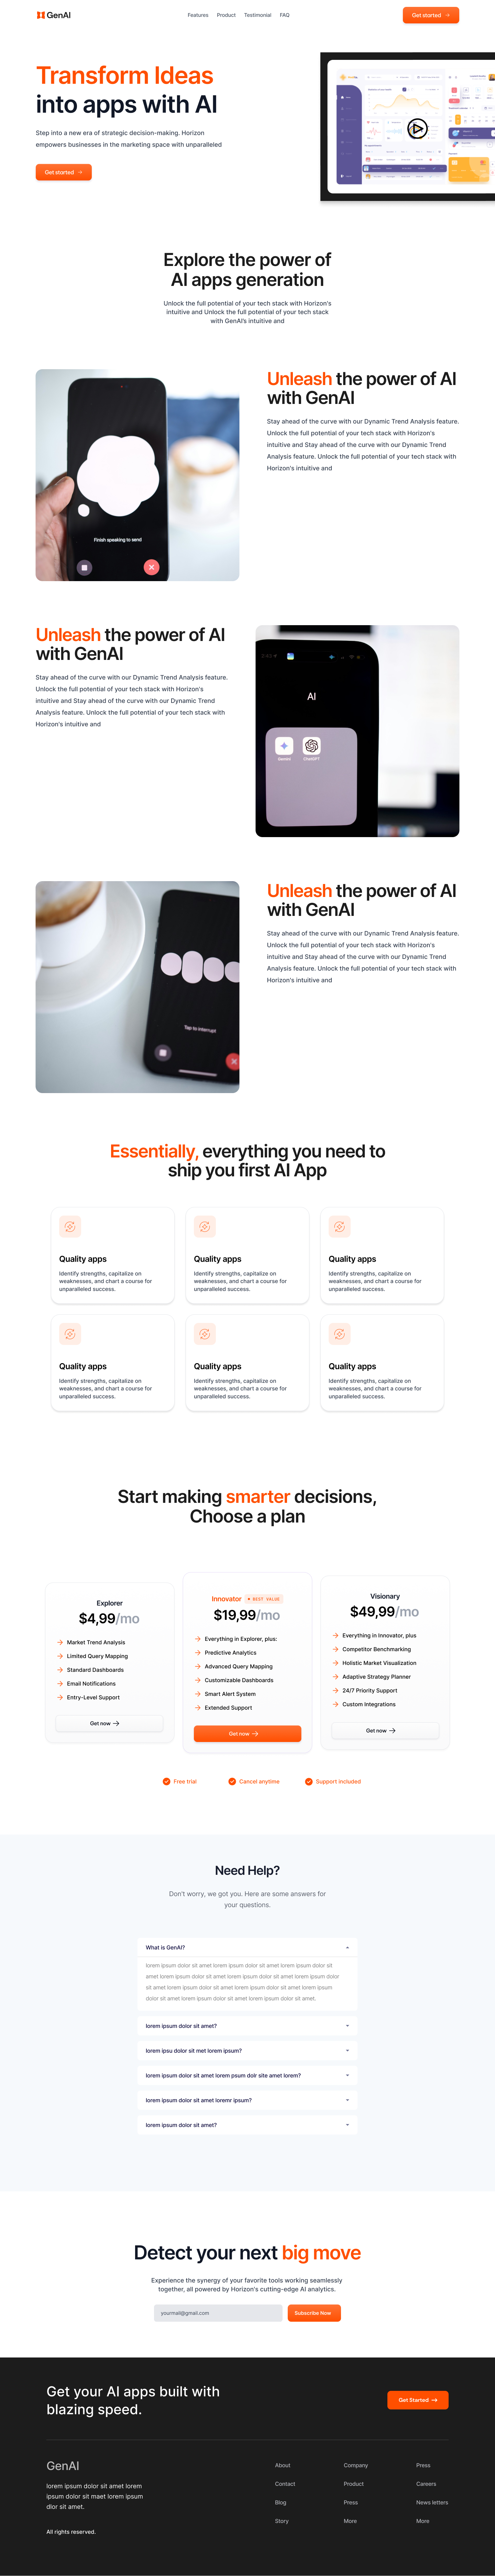 GenAI
Features Product Testimonial FAQ
Get started
Transform Ideas
into apps with AI
Step into a new era of strategic decision-making. Horizon
empowers businesses in the marketing space with unparalleled
Get started
Explore the power of
AI apps generation
Unlock the full potential of your tech stack with Horizon's
intuitive and Unlock the full potential of your tech stack
with GenAI's intuitive and
Finish speaking to send
Unleash the power of AI
with GenAI
Stay ahead of the curve with our Dynamic Trend Analysis feature.
Unlock the full potential of your tech stack with Horizon's
intuitive and Stay ahead of the curve with our Dynamic Trend
Analysis feature. Unlock the full potential of your tech stack with
Horizon's intuitive and
Unleash the power of AI
with GenAI
Stay ahead of the curve with our Dynamic Trend Analysis feature.
Unlock the full potential of your tech stack with Horizon's
intuitive and Stay ahead of the curve with our Dynamic Trend
Analysis feature. Unlock the full potential of your tech stack with
Horizon's intuitive and
AI
Gemini ChatGPT
Tap to interrupt
Unleash the power of AI
with GenAI
Stay ahead of the curve with our Dynamic Trend Analysis feature.
Unlock the full potential of your tech stack with Horizon's
intuitive and Stay ahead of the curve with our Dynamic Trend
Analysis feature. Unlock the full potential of your tech stack with
Horizon's intuitive and
Essentially, everything you need to
ship you first AI App
Quality apps
Identify strengths, capitalize on
weaknesses, and chart a course for
unparalleled success.
Quality apps
Identify strengths, capitalize on
weaknesses, and chart a course for
unparalleled success.
Quality apps
Identify strengths, capitalize on
weaknesses, and chart a course for
unparalleled success.
Quality apps
Identify strengths, capitalize on
weaknesses, and chart a course for
unparalleled success.
Quality apps
Identify strengths, capitalize on
weaknesses, and chart a course for
unparalleled success.
Quality apps
Identify strengths, capitalize on
weaknesses, and chart a course for
unparalleled success.
Start making smarter decisions,
Choose a plan
Explorer
$4,99/mo
Market Trend Analysis
Limited Query Mapping
Standard Dashboards
Email Notifications
Entry-Level Support
Get now
Innovator BEST VALUE
$19,99/mo
Everything in Explorer, plus:
Predictive Analytics
Advanced Query Mapping
Customizable Dashboards
Smart Alert System
Extended Support
Get now
Visionary
$49,99/mo
Everything in Innovator, plus
Competitor Benchmarking
Holistic Market Visualization
Adaptive Strategy Planner
24/7 Priority Support
Custom Integrations
Get now
Free trial
Cancel anytime
Support included
Need Help?
Don't worry, we got you. Here are some answers for
your questions.
What is GenAI?
lorem ipsum dolor sit amet lorem ipsum dolor sit amet lorem ipsum dolor sit
amet lorem ipsum dolor sit amet lorem ipsum dolor sit amet lorem ipsum dolor
sit amet lorem ipsum dolor sit amet lorem ipsum dolor sit amet lorem ipsum
dolor sit amet lorem ipsum dolor sit amet lorem ipsum dolor sit amet.
lorem ipsum dolor sit amet?
lorem ipsu dolor sit met lorem ipsum?
lorem ipsum dolor sit amet lorem psum dolr site amet lorem?
lorem ipsum dolor sit amet loremr ipsum?
lorem ipsum dolor sit amet?
Detect your next big move
Experience the synergy of your favorite tools working seamlessly
together, all powered by Horizon's cutting-edge AI analytics.
yourmail@gmail.com
Subscribe Now
Get your AI apps built with
blazing speed.
Get Started
GenAI
lorem ipsum dolor sit amet lorem
ipsum dolor sit maet lorem ipsum
dlor sit amet.
All rights reserved.
About
Contact
Blog
Story
Company
Product
Press
More
Press
Careers
News letters
More